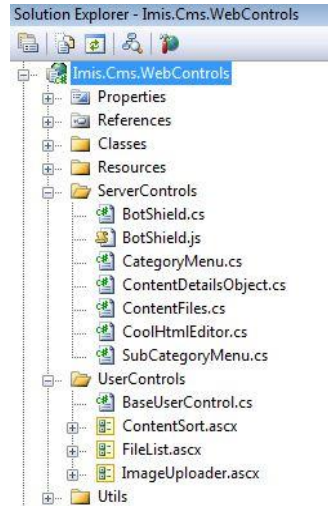 Solution Explorer - Imis.Cms.WebControls
Imis.Cms.WebControls
Properties
References
Classes
Resources
ServerControls
BotShield.cs
BotShield.js
CategoryMenu.cs
ContentDetailsObject.cs
ContentFiles.cs
CoolHtmlEditor.cs
SubCategoryMenu.cs
UserControls
BaseUserControl.cs
ContentSort.ascx
FileList.ascx
ImageUploader.ascx
Utils